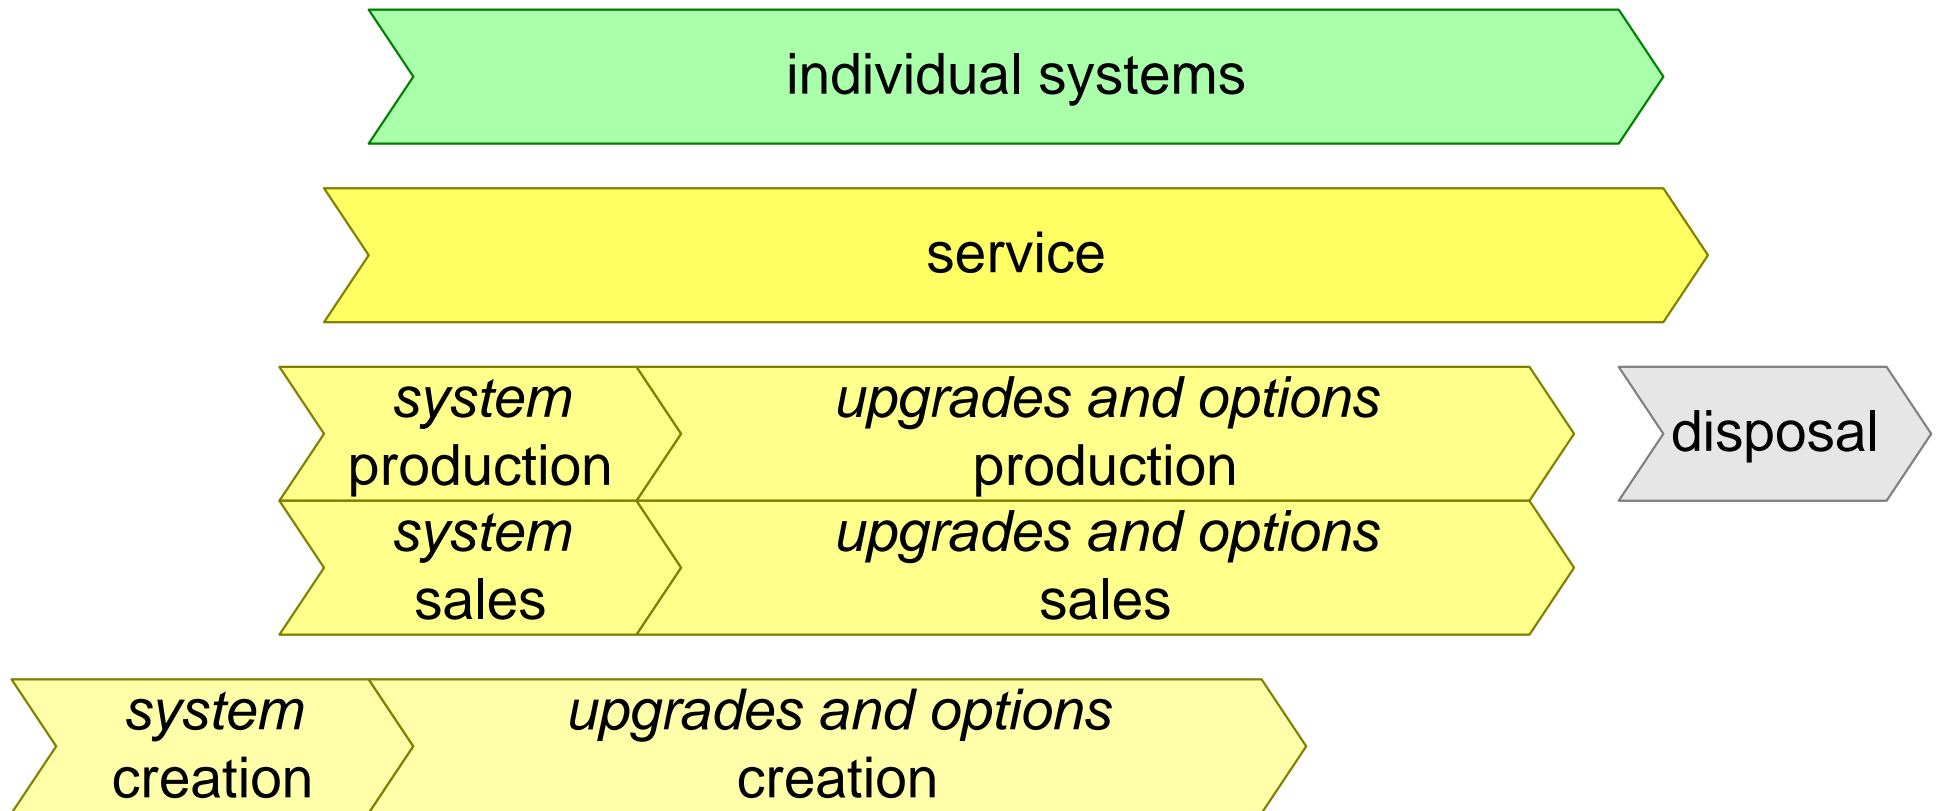 individual systems
service
system
production
upgrades and options
production
disposal
system
sales
upgrades and options
sales
system
creation
upgrades and options
creation